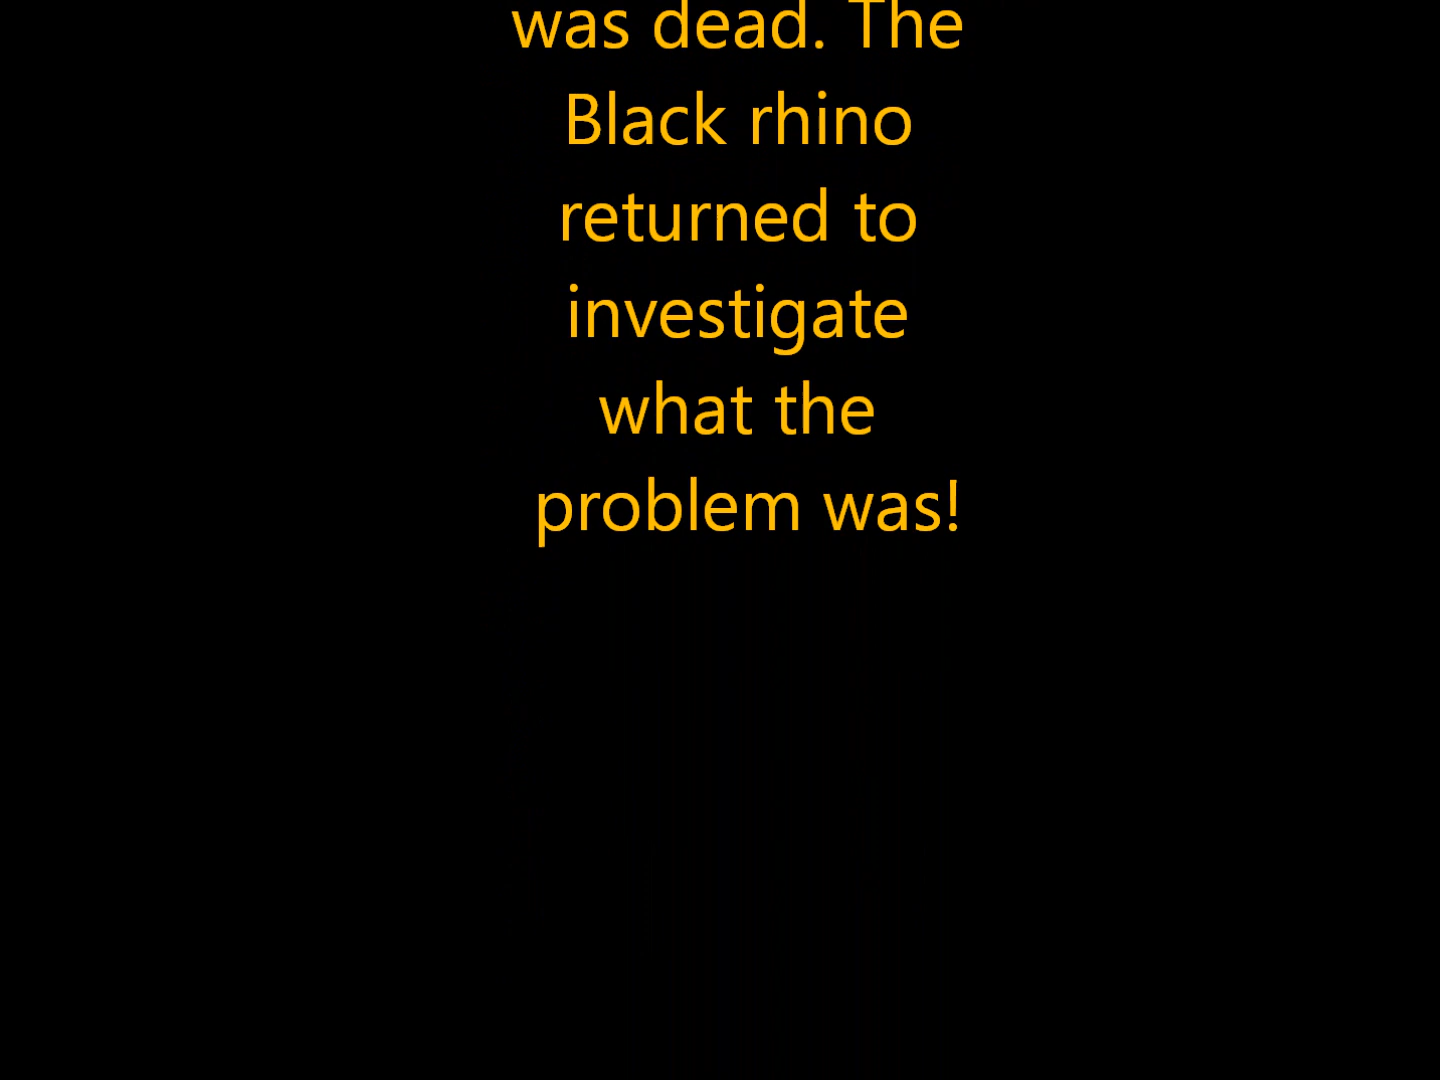 was dead. The
Black rhino
returned to
investigate
what the
problem was!